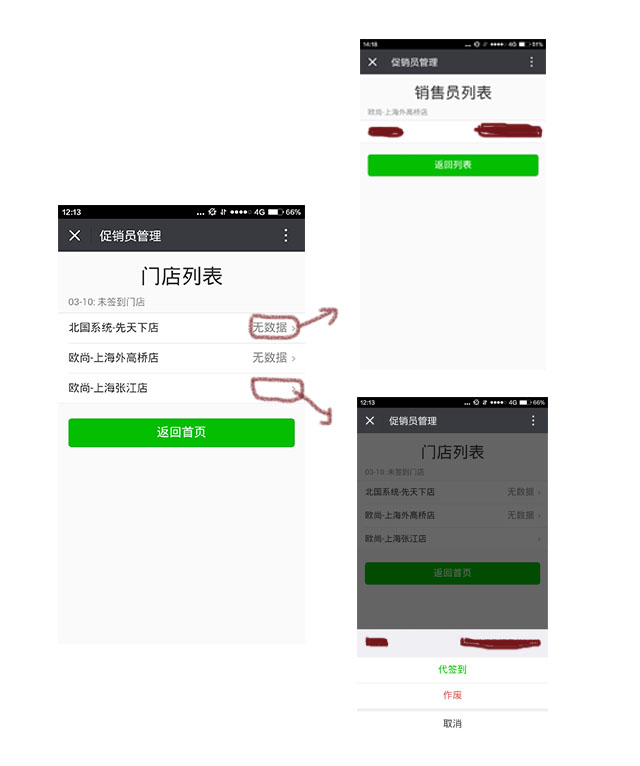 12:13 ... 4G 66%
促销员管理
门店列表
03-10: 未签到门店
北国系统-先天下店 无数据
欧尚-上海外高桥店 无数据
欧尚-上海张江店
返回首页
14:18 ... 4G 51%
促销员管理
销售员列表
欧尚-上海外高桥店
返回列表
12:13 ... 4G 66%
促销员管理
门店列表
03-10: 未签到门店
北国系统-先天下店 无数据
欧尚-上海外高桥店 无数据
欧尚-上海张江店
返回首页
代签到
作废
取消